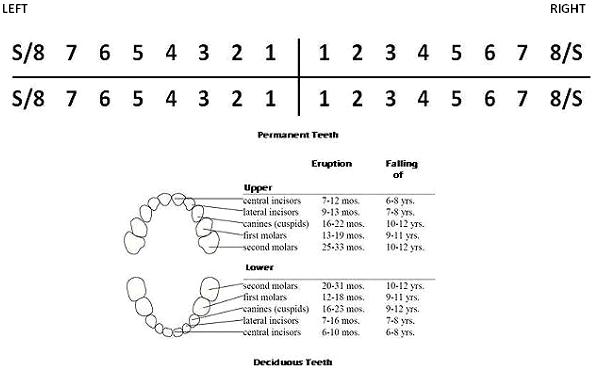 LEFT RIGHT
S/8 7 6 5 4 3 2 1 1 2 3 4 5 6 7 8/S
S/8 7 6 5 4 3 2 1 1 2 3 4 5 6 7 8/S
Permanent Teeth
Eruption Falling
of
Upper
central incisors 7-12 mos. 6-8 yrs.
lateral incisors 9-13 mos. 7-8 yrs.
canines (cuspids) 16-22 mos. 10-12 yrs.
first molars 13-19 mos. 9-11 yrs.
second molars 25-33 mos. 10-12 yrs.
Lower
second molars 20-31 mos. 10-12 yrs.
first molars 12-18 mos. 9-11 yrs.
canines (cuspids) 16-23 mos. 9-12 yrs.
lateral incisors 7-16 mos. 7-8 yrs.
central incisors 6-10 mos. 6-8 yrs.
Deciduous Teeth